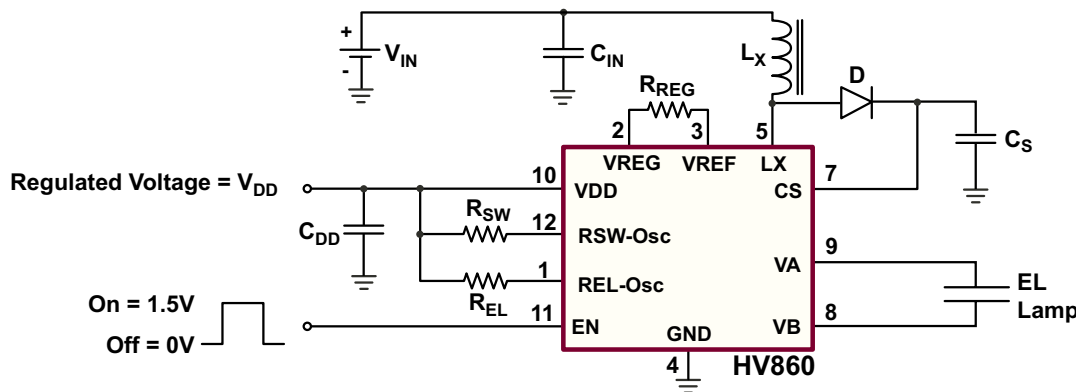 +
-
VIN
CIN
LX
D
RREG
2
3
5
VREG
VREF
LX
CS
7
CS
Regulated Voltage = VDD
10
VDD
CDD
RSW
12
RSW-Osc
REL
1
REL-Osc
On = 1.5V
Off = 0V
11
EN
GND
4
VA
9
VB
8
EL
Lamp
HV860